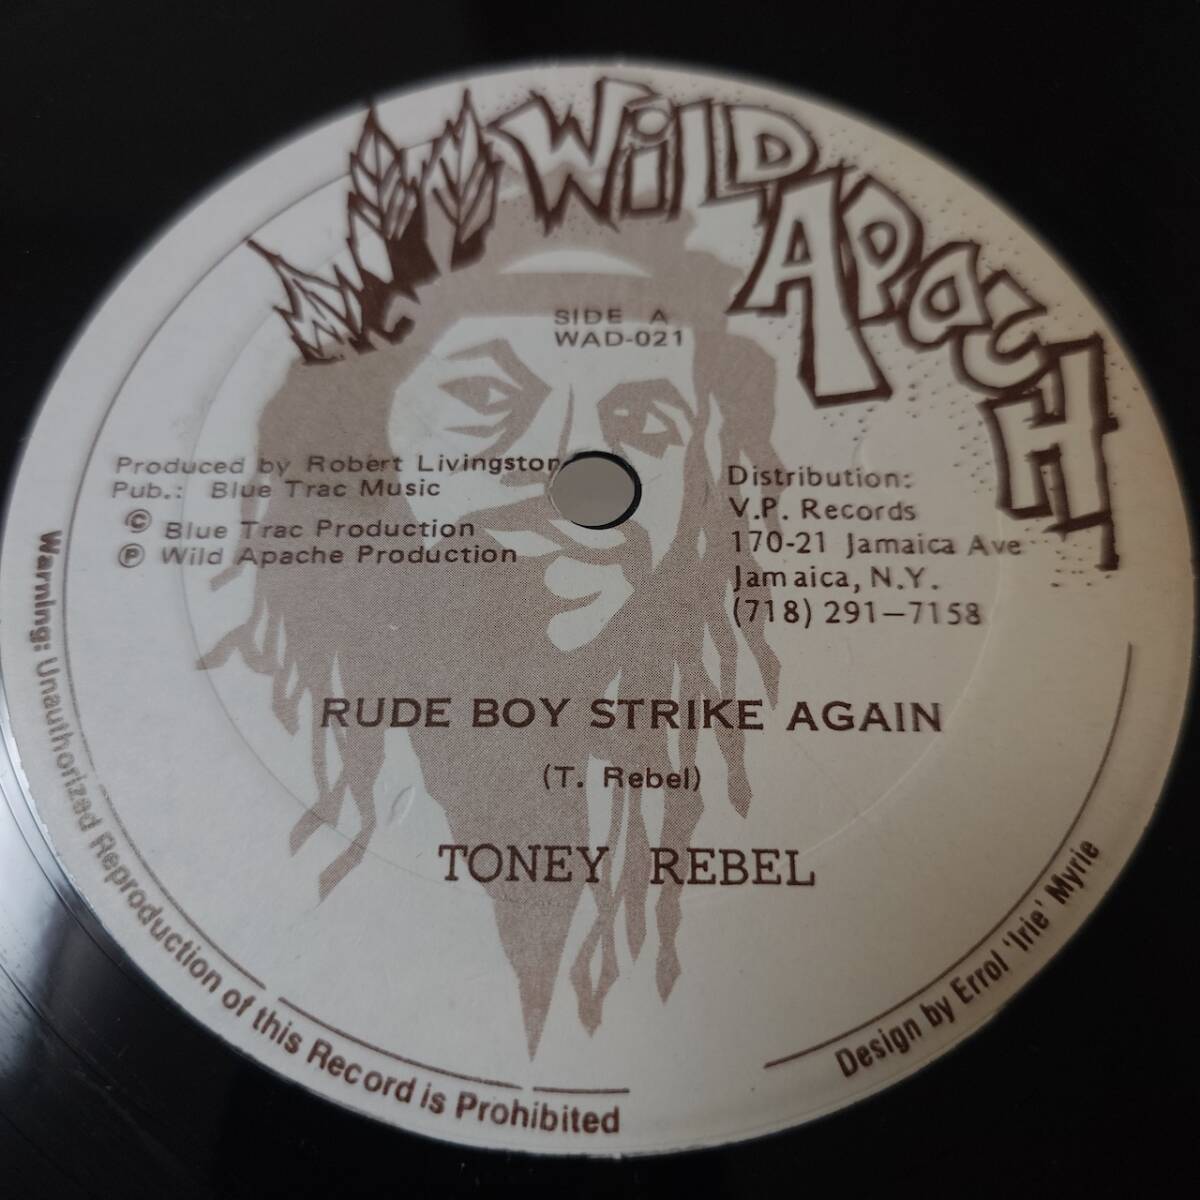 WiLD APACH
SIDE A
WAD-021
Produced by Robert Livingston
Pub.: Blue Trac Music
© Blue Trac Production
℗ Wild Apache Production
Distribution:
V.P. Records
170-21 Jamaica Ave
Jamaica, N.Y.
(718) 291-7158
RUDE BOY STRIKE AGAIN
(T. Rebel)
TONEY REBEL
Warning: Unauthorized Reproduction of this Record is Prohibited
Design by Errol 'Irie' Myrie